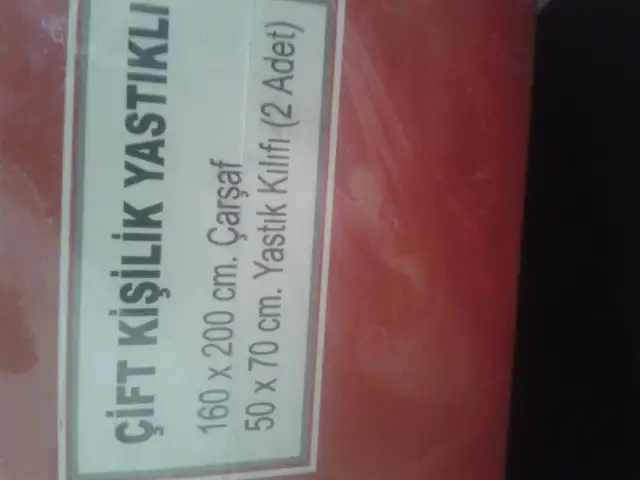 ÇİFT KİŞİLİK YASTIKLI
160 x 200 cm. Çarşaf
50 x 70 cm. Yastık Kılıfı (2 Adet)